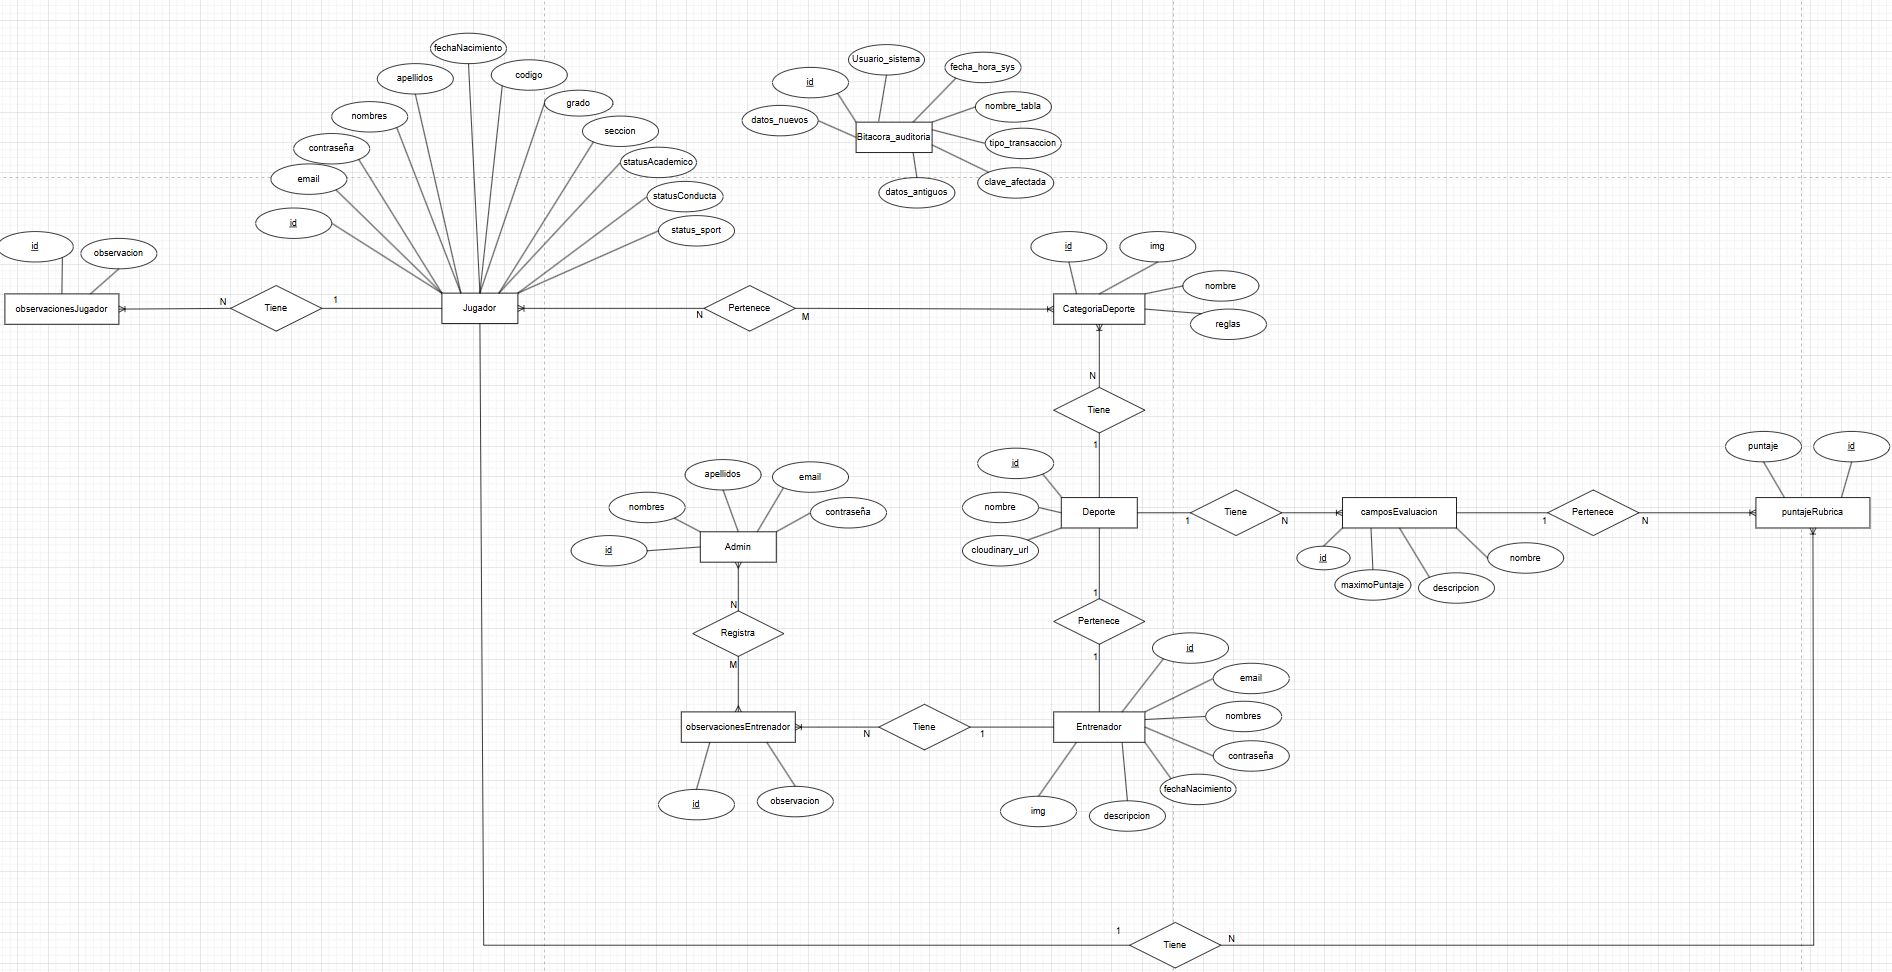 fechaNacimiento
apellidos
codigo
nombres
grado
contraseña
seccion
email
statusAcademico
id
statusConducta
status_sport
Usuario_sistema
id
fecha_hora_sys
datos_nuevos
nombre_tabla
Bitacora_auditoria
tipo_transaccion
datos_antiguos
clave_afectada
id
observacion
observacionesJugador
N
Tiene
1
Jugador
N
Pertenece
M
id
img
nombre
CategoriaDeporte
reglas
N
Tiene
1
id
nombre
Deporte
cloudinary_url
1
Tiene
N
camposEvaluacion
id
maximoPuntaje
descripcion
nombre
1
Pertenece
N
puntaje
id
puntajeRubrica
apellidos
email
nombres
contraseña
id
Admin
N
Registra
M
observacionesEntrenador
id
observacion
N
Tiene
1
1
Pertenece
1
Entrenador
id
email
nombres
contraseña
fechaNacimiento
img
descripcion
1
Tiene
N